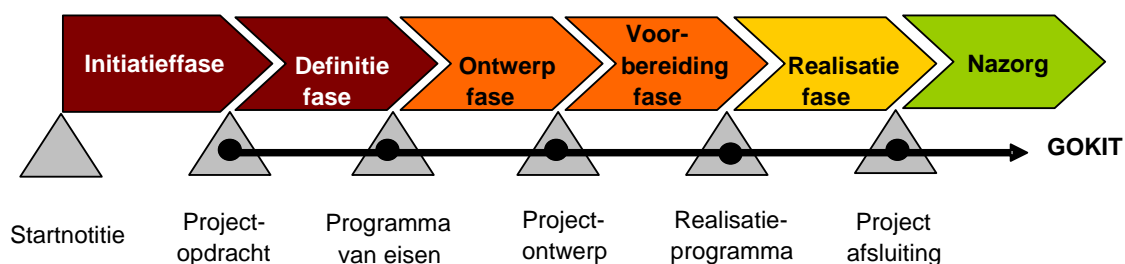 Initiatieffase
Definitie
fase
Ontwerp
fase
Voor-
bereiding
fase
Realisatie
fase
Nazorg
GOKIT
Startnotitie
Project-
opdracht
Programma
van eisen
Project-
ontwerp
Realisatie-
programma
Project
afsluiting